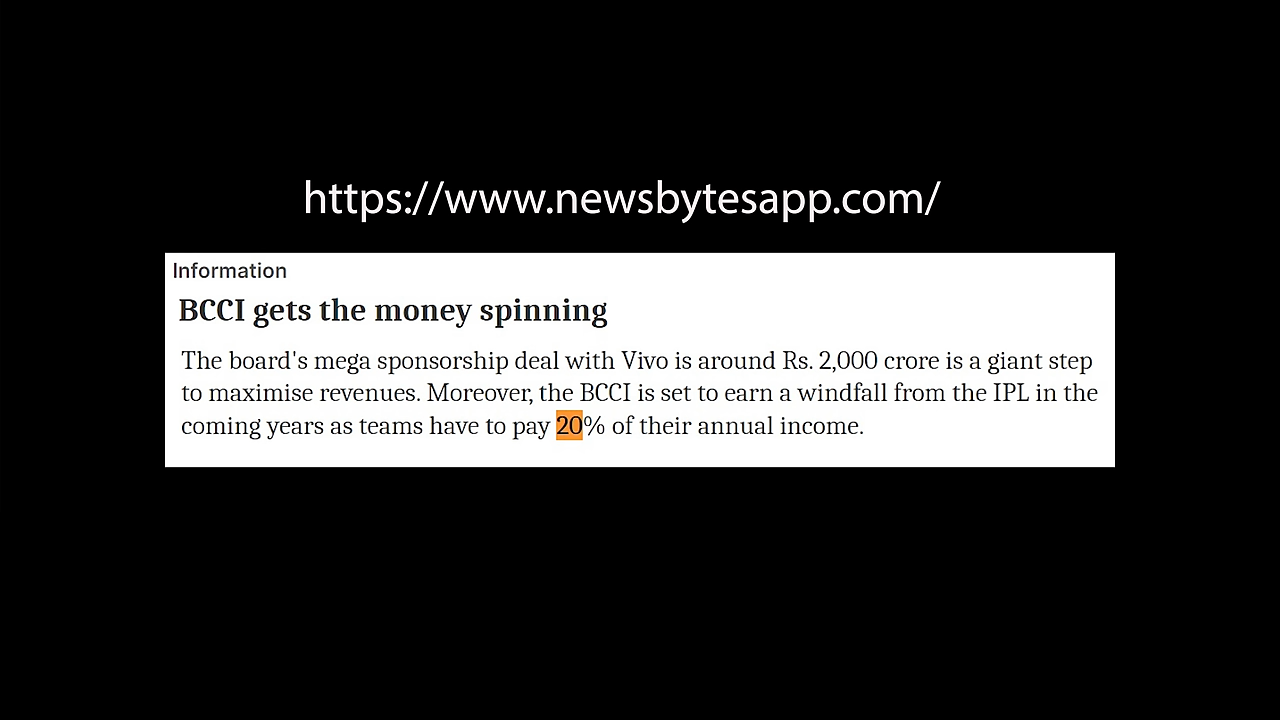 https://www.newsbytesapp.com/
Information
BCCI gets the money spinning
The board's mega sponsorship deal with Vivo is around Rs. 2,000 crore is a giant step
to maximise revenues. Moreover, the BCCI is set to earn a windfall from the IPL in the
coming years as teams have to pay 20% of their annual income.